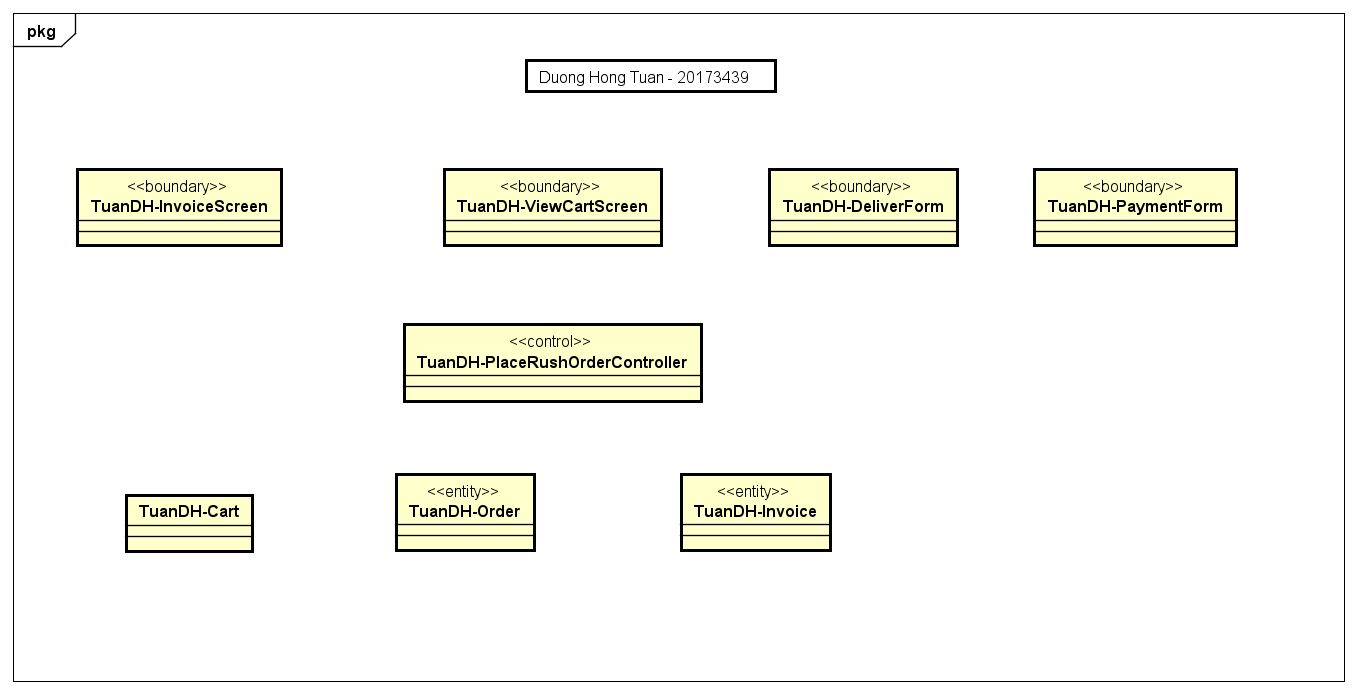 pkg
Duong Hong Tuan - 20173439
<<boundary>>
TuanDH-InvoiceScreen
<<boundary>>
TuanDH-ViewCartScreen
<<boundary>>
TuanDH-DeliverForm
<<boundary>>
TuanDH-PaymentForm
<<control>>
TuanDH-PlaceRushOrderController
TuanDH-Cart
<<entity>>
TuanDH-Order
<<entity>>
TuanDH-Invoice